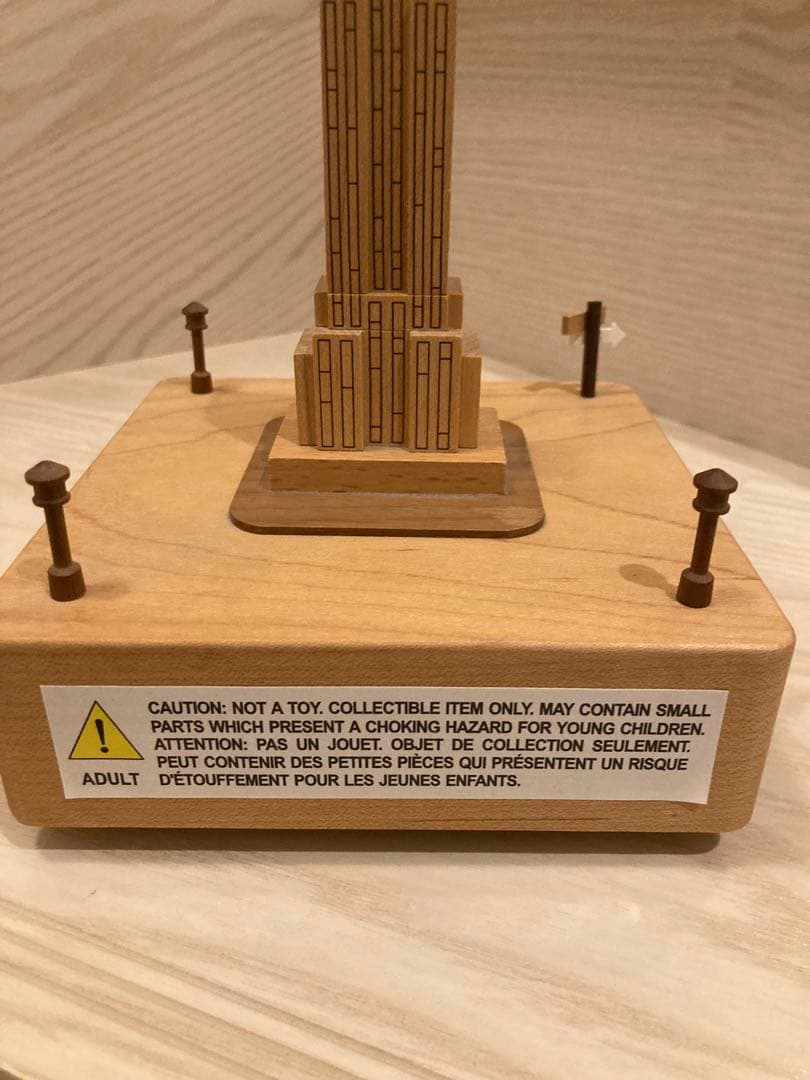 CAUTION: NOT A TOY. COLLECTIBLE ITEM ONLY. MAY CONTAIN SMALL
PARTS WHICH PRESENT A CHOKING HAZARD FOR YOUNG CHILDREN.
ATTENTION: PAS UN JOUET. OBJET DE COLLECTION SEULEMENT.
PEUT CONTENIR DES PETITES PIÈCES QUI PRÉSENTENT UN RISQUE
D'ÉTOUFFEMENT POUR LES JEUNES ENFANTS.
ADULT